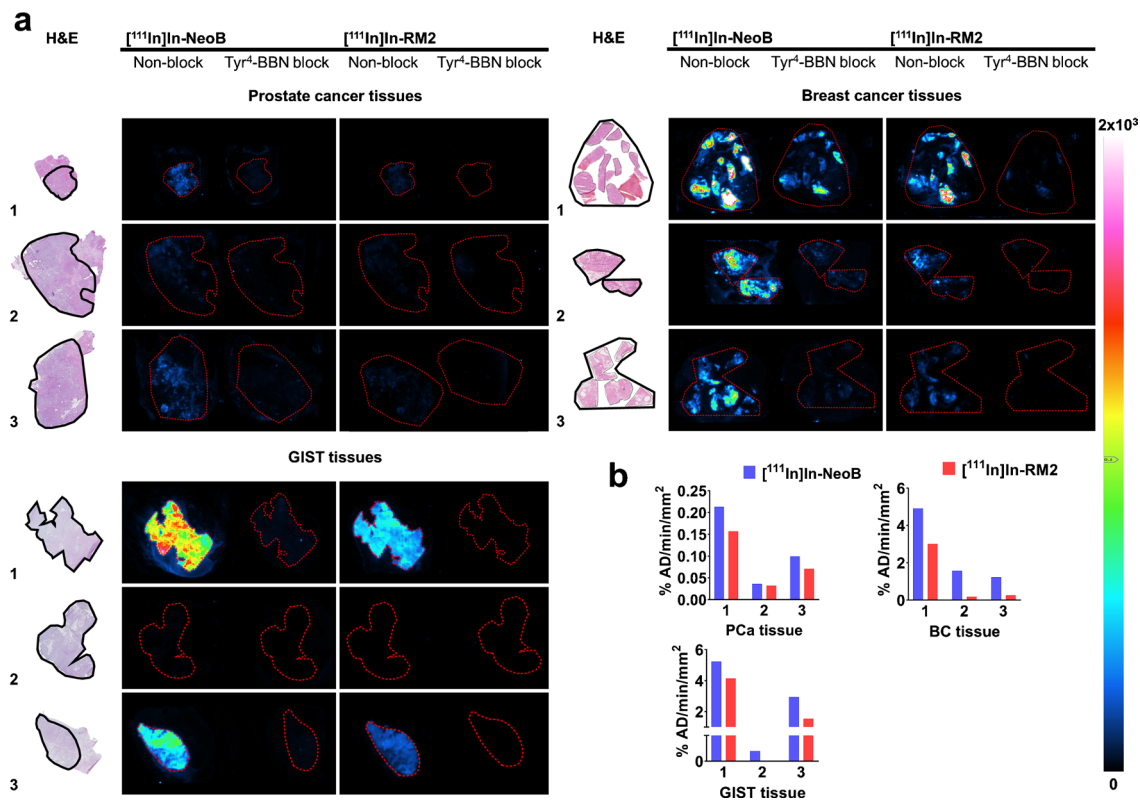 a
H&E [¹¹¹In]In-NeoB [¹¹¹In]In-RM2
Non-block Tyr⁴-BBN block Non-block Tyr⁴-BBN block
Prostate cancer tissues
1
2
3
GIST tissues
1
2
3
H&E [¹¹¹In]In-NeoB [¹¹¹In]In-RM2
Non-block Tyr⁴-BBN block Non-block Tyr⁴-BBN block
Breast cancer tissues
1
2
3
2x10³
0
b
[¹¹¹In]In-NeoB [¹¹¹In]In-RM2
% AD/min/mm²
0.25
0.20
0.15
0.10
0.05
0.00
1 2 3
PCa tissue
% AD/min/mm²
6
4
2
0
1 2 3
BC tissue
% AD/min/mm²
6
4
2
0
1 2 3
GIST tissue